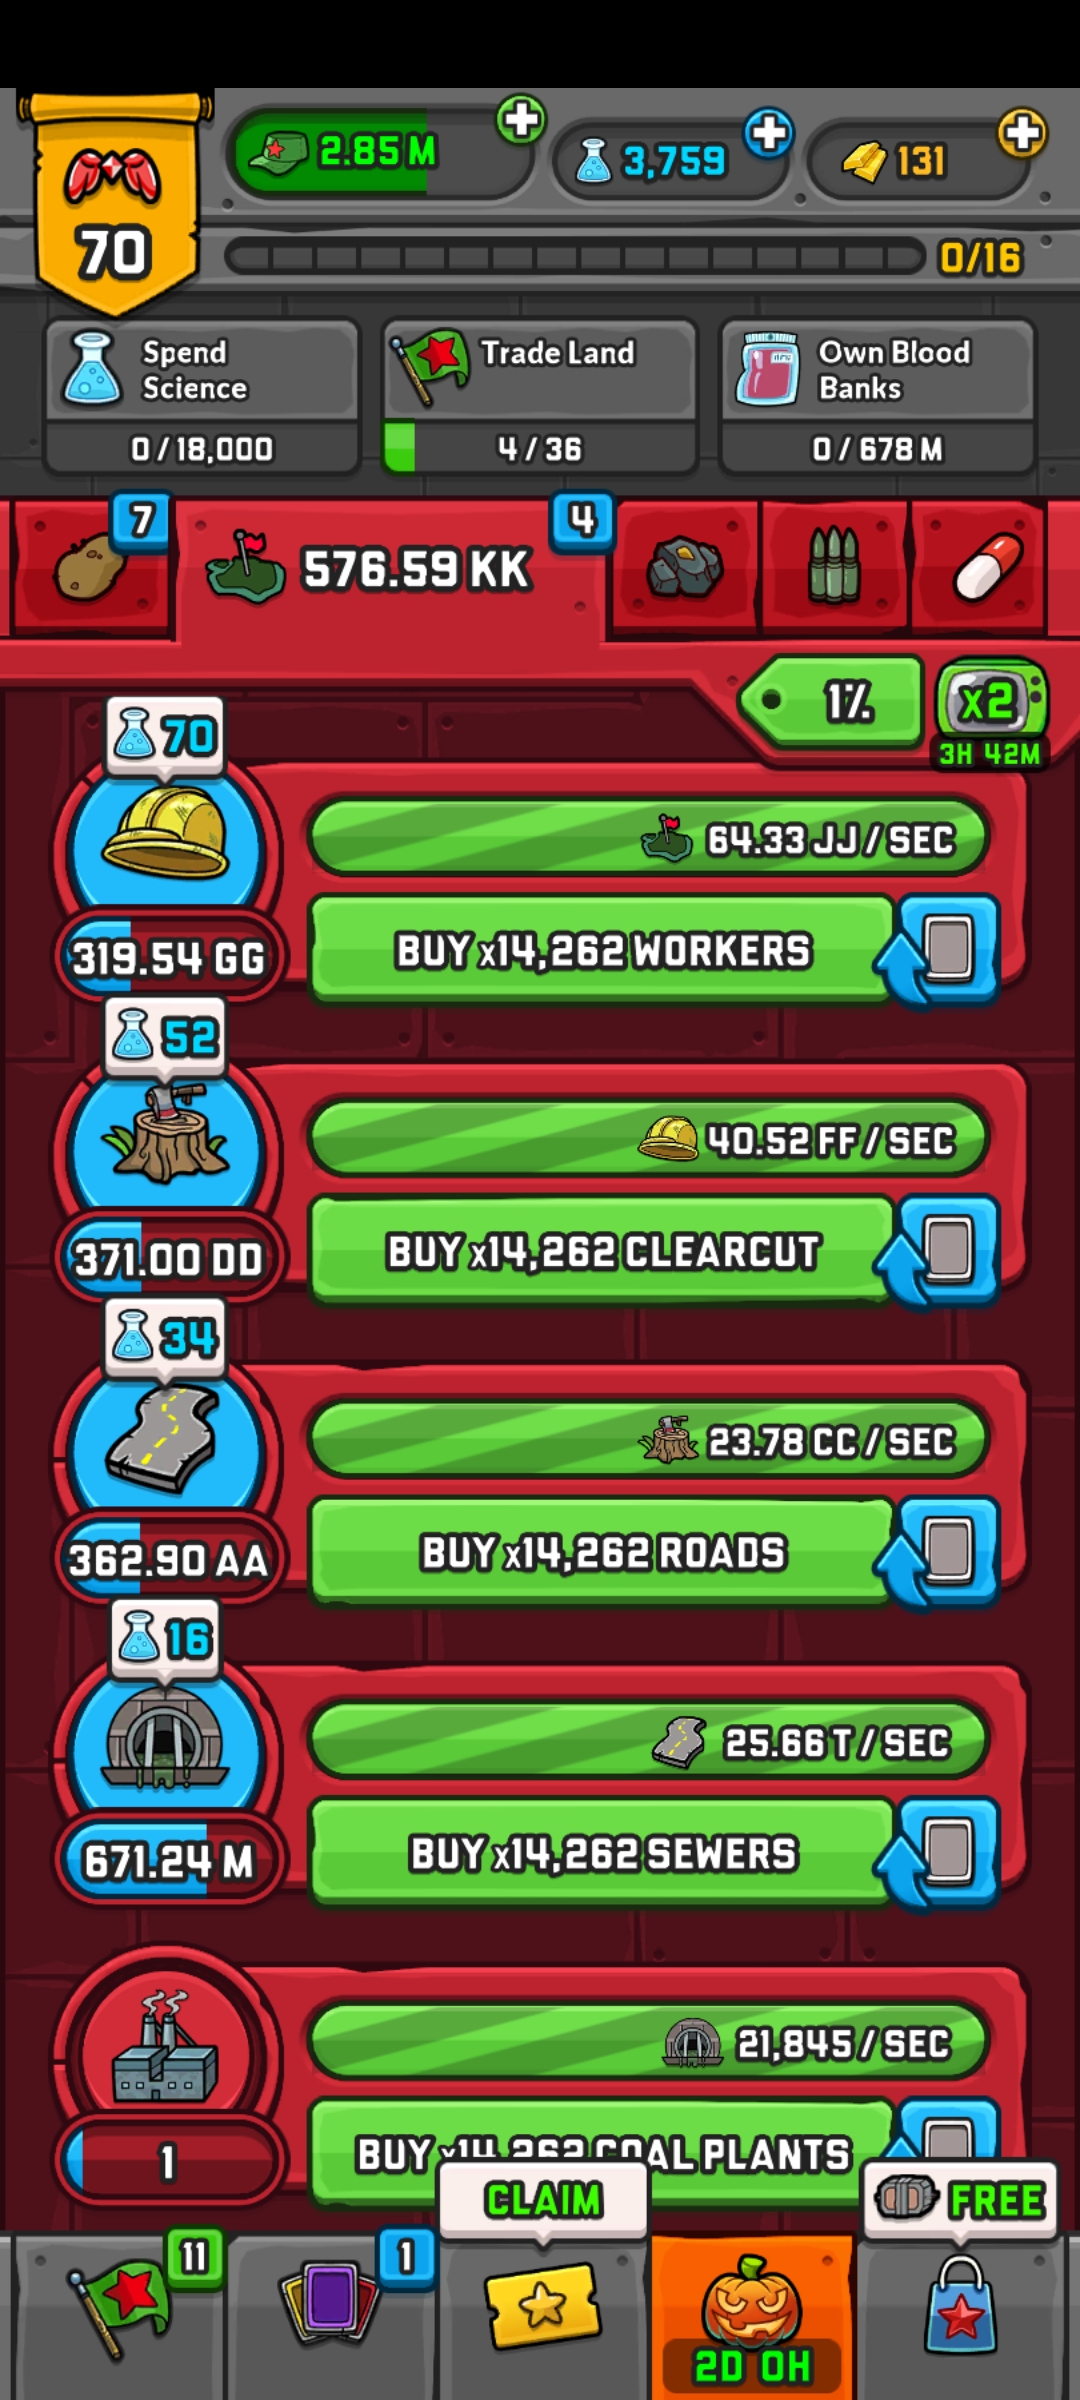 2.85 M
3,759
131
70
0/16
Spend
Science
0 / 18,000
Trade Land
4 / 36
Own Blood
Banks
0 / 678 M
7
576.59 KK
4
1%
x2
3H 42M
70
64.33 JJ / SEC
319.54 GG
BUY x14,262 WORKERS
52
40.52 FF / SEC
371.00 DD
BUY x14,262 CLEARCUT
34
23.78 CC / SEC
362.90 AA
BUY x14,262 ROADS
16
25.66 T / SEC
671.24 M
BUY x14,262 SEWERS
21,845 / SEC
1
BUY x14,262 COAL PLANTS
CLAIM
FREE
11
1
2D 0H